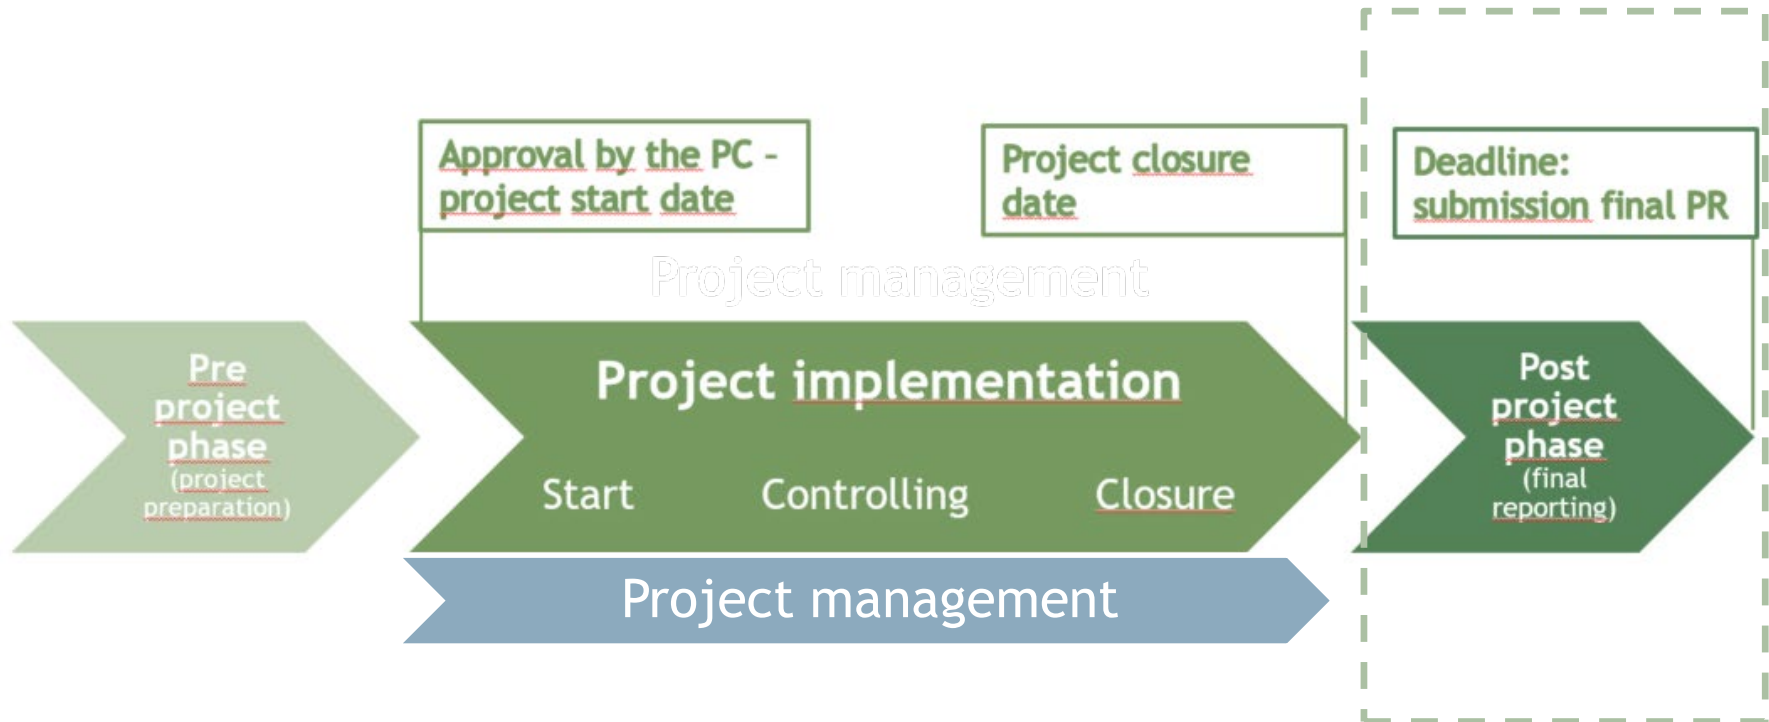 Approval by the PC –
project start date
Project closure
date
Deadline:
submission final PR
Project management
Pre
project
phase
(project
preparation)
Project implementation
Start Controlling Closure
Post
project
phase
(final
reporting)
Project management